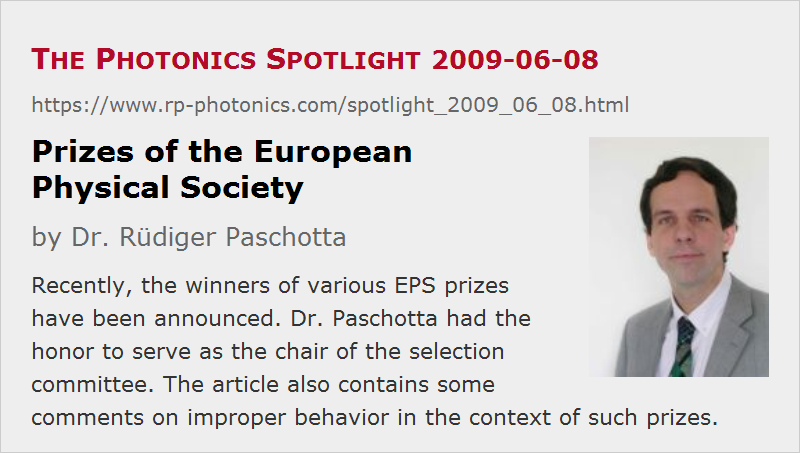 THE PHOTONICS SPOTLIGHT 2009-06-08
https://www.rp-photonics.com/spotlight_2009_06_08.html
Prizes of the European
Physical Society
by Dr. Rüdiger Paschotta
Recently, the winners of various EPS prizes
have been announced. Dr. Paschotta had the
honor to serve as the chair of the selection
committee. The article also contains some
comments on improper behavior in the context of such prizes.